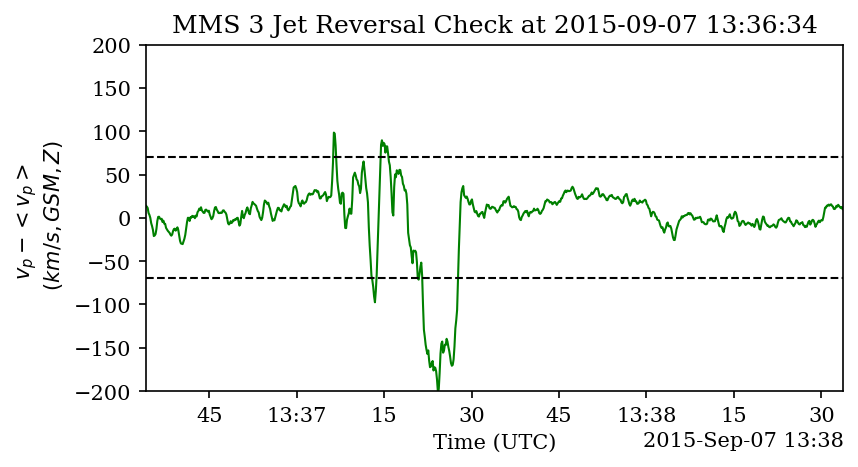 MMS 3 Jet Reversal Check at 2015-09-07 13:36:34
200
150
100
50
0
−50
−100
−150
−200
v_p − < v_p >
(km/s, GSM, Z)
45 13:37 15 30 45 13:38 15 30
Time (UTC)
2015-Sep-07 13:38